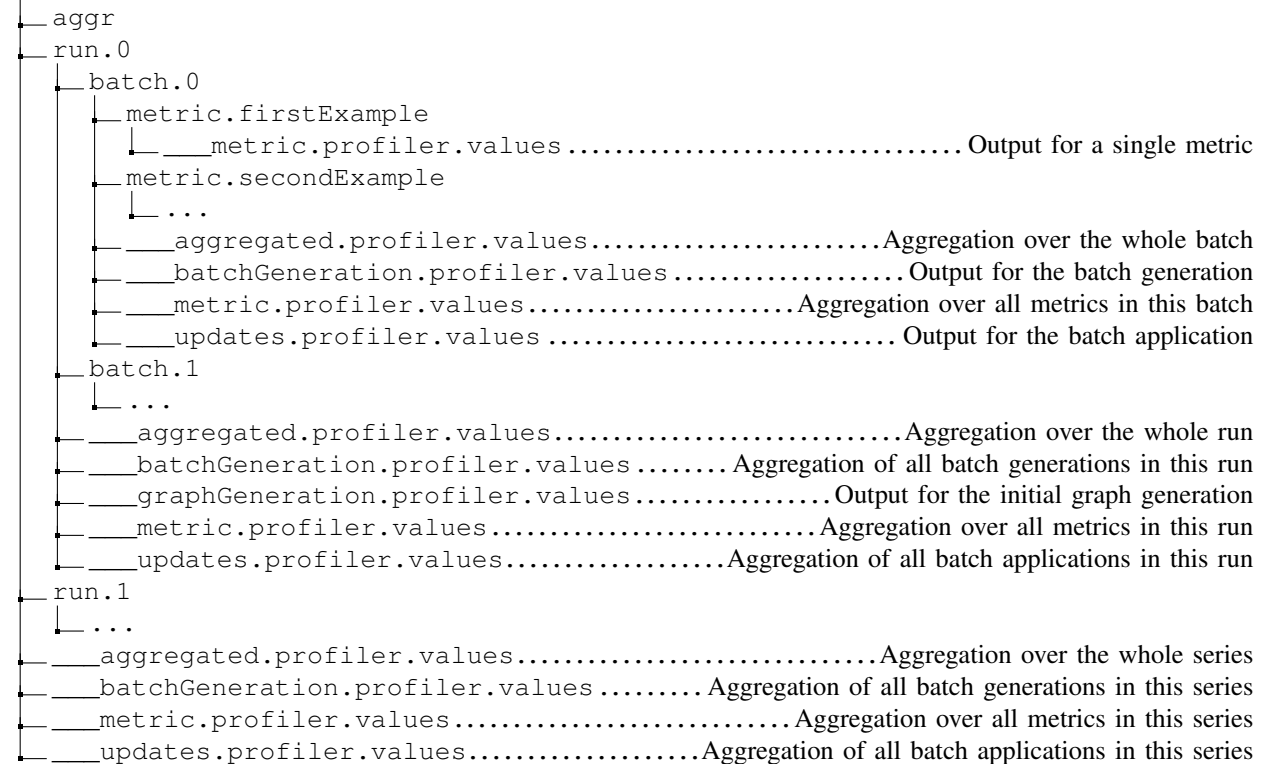 aggr
run.0
batch.0
metric.firstExample
___metric.profiler.values.................................Output for a single metric
metric.secondExample
...
___aggregated.profiler.values........................Aggregation over the whole batch
___batchGeneration.profiler.values...................Output for the batch generation
___metric.profiler.values......................Aggregation over all metrics in this batch
___updates.profiler.values.............................Output for the batch application
batch.1
...
___aggregated.profiler.values.............................Aggregation over the whole run
___batchGeneration.profiler.values........Aggregation of all batch generations in this run
___graphGeneration.profiler.values................Output for the initial graph generation
___metric.profiler.values...........................Aggregation over all metrics in this run
___updates.profiler.values..................Aggregation of all batch applications in this run
run.1
...
___aggregated.profiler.values..............................Aggregation over the whole series
___batchGeneration.profiler.values.........Aggregation of all batch generations in this series
___metric.profiler.values............................Aggregation over all metrics in this series
___updates.profiler.values...................Aggregation of all batch applications in this series